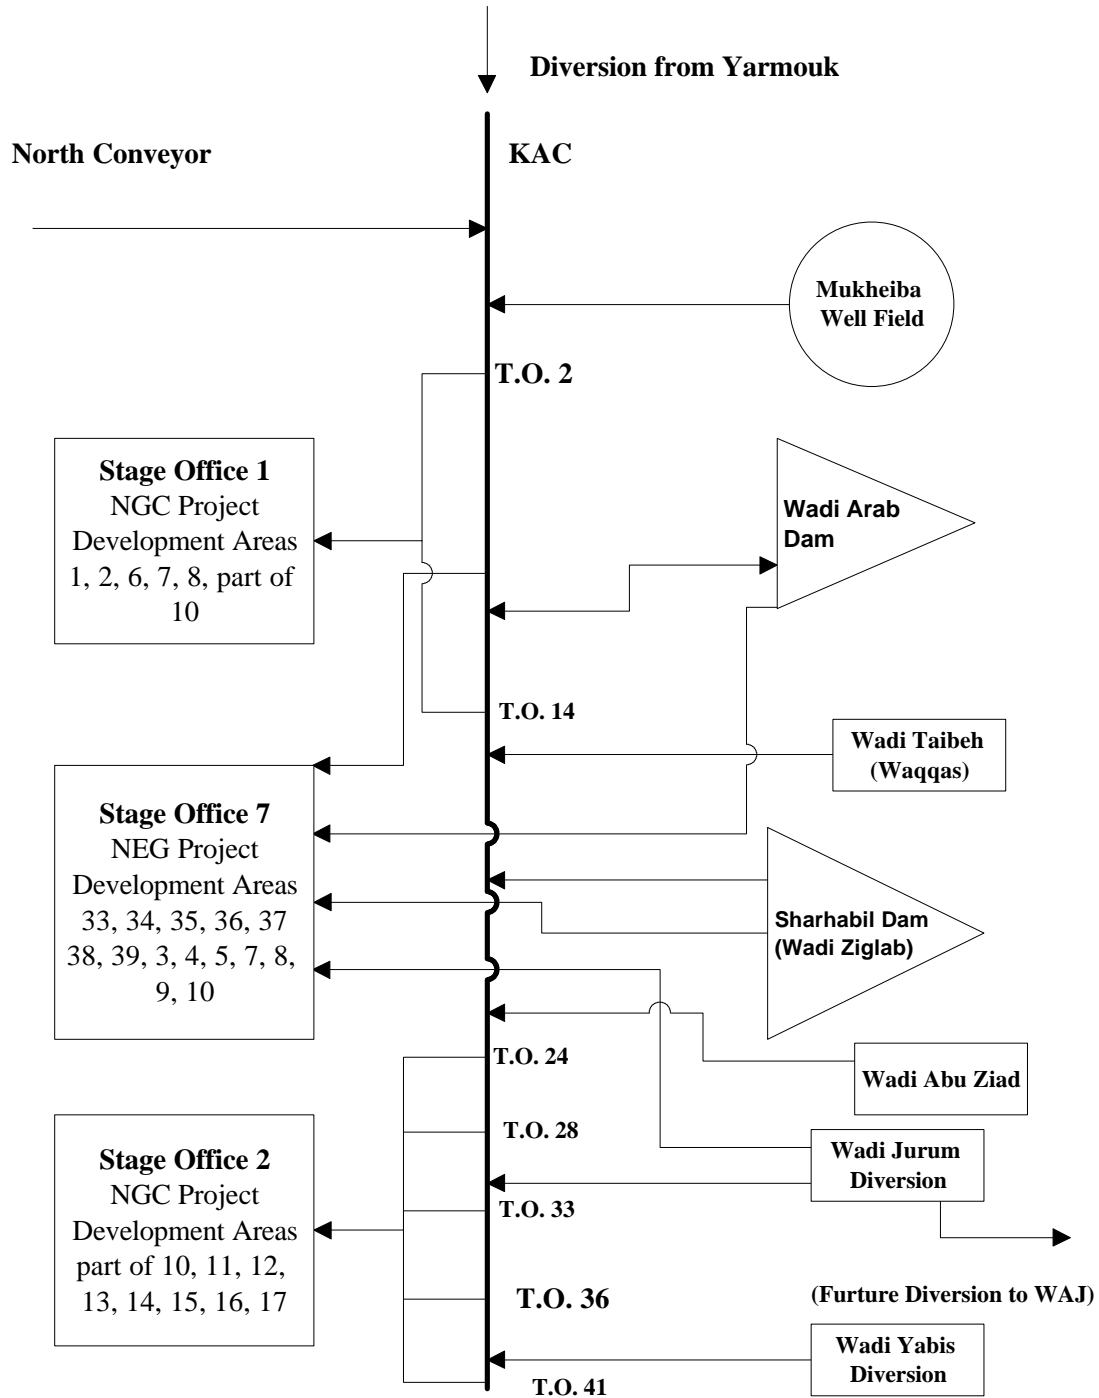 Diversion from Yarmouk
North Conveyor
KAC
Mukheiba
Well Field
T.O. 2
Stage Office 1
NGC Project
Development Areas
1, 2, 6, 7, 8, part of
10
Wadi Arab
Dam
T.O. 14
Wadi Taibeh
(Waqqas)
Stage Office 7
NEG Project
Development Areas
33, 34, 35, 36, 37
38, 39, 3, 4, 5, 7, 8,
9, 10
Sharhabil Dam
(Wadi Ziglab)
T.O. 24
Wadi Abu Ziad
T.O. 28
Wadi Jurum
Diversion
Stage Office 2
NGC Project
Development Areas
part of 10, 11, 12,
13, 14, 15, 16, 17
T.O. 33
T.O. 36
(Furture Diversion to WAJ)
Wadi Yabis
Diversion
T.O. 41